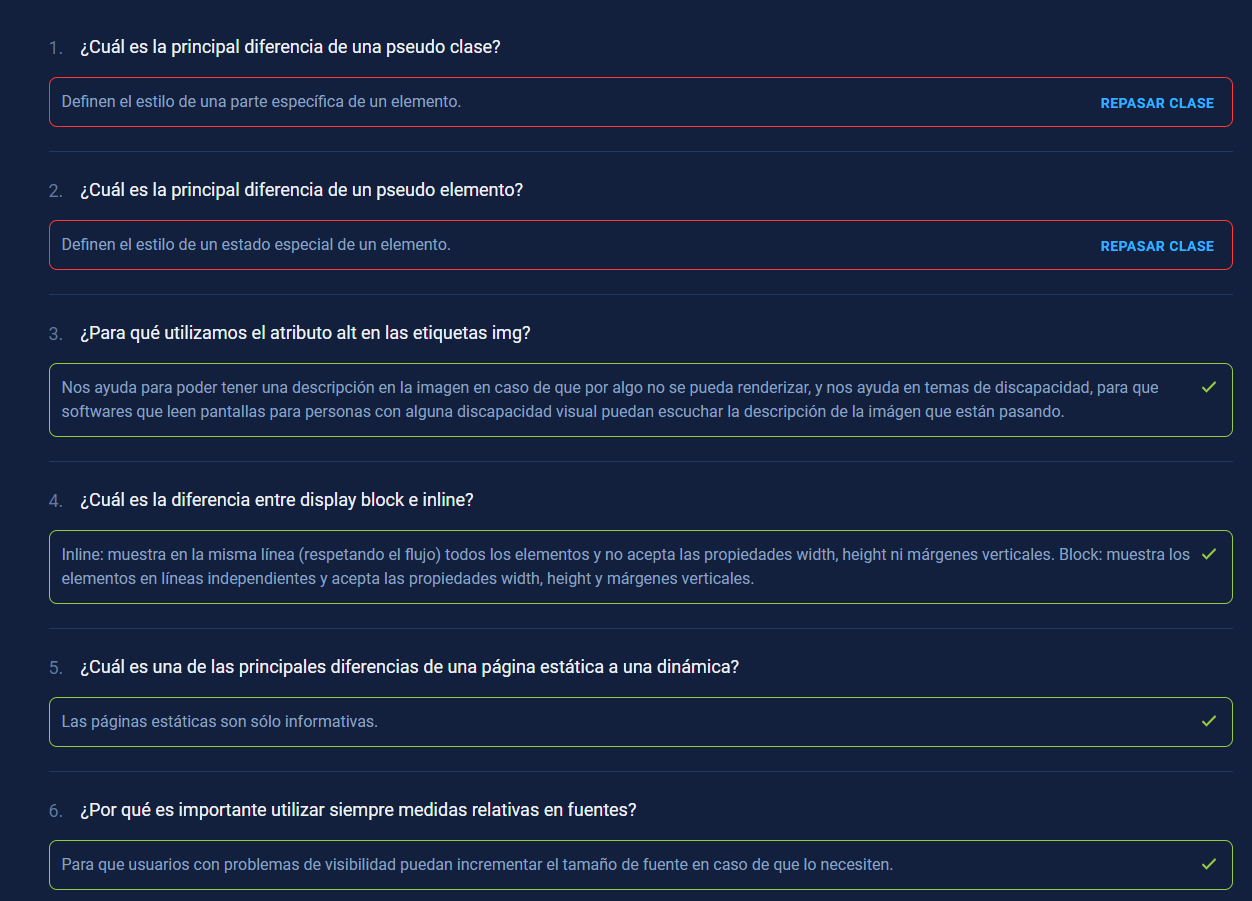 1. ¿Cuál es la principal diferencia de una pseudo clase?
Definen el estilo de una parte específica de un elemento. REPASAR CLASE
2. ¿Cuál es la principal diferencia de un pseudo elemento?
Definen el estilo de un estado especial de un elemento. REPASAR CLASE
3. ¿Para qué utilizamos el atributo alt en las etiquetas img?
Nos ayuda para poder tener una descripción en la imagen en caso de que por algo no se pueda renderizar, y nos ayuda en temas de discapacidad, para que
softwares que leen pantallas para personas con alguna discapacidad visual puedan escuchar la descripción de la imágen que están pasando.
4. ¿Cuál es la diferencia entre display block e inline?
Inline: muestra en la misma línea (respetando el flujo) todos los elementos y no acepta las propiedades width, height ni márgenes verticales. Block: muestra los
elementos en líneas independientes y acepta las propiedades width, height y márgenes verticales.
5. ¿Cuál es una de las principales diferencias de una página estática a una dinámica?
Las páginas estáticas son sólo informativas.
6. ¿Por qué es importante utilizar siempre medidas relativas en fuentes?
Para que usuarios con problemas de visibilidad puedan incrementar el tamaño de fuente en caso de que lo necesiten.